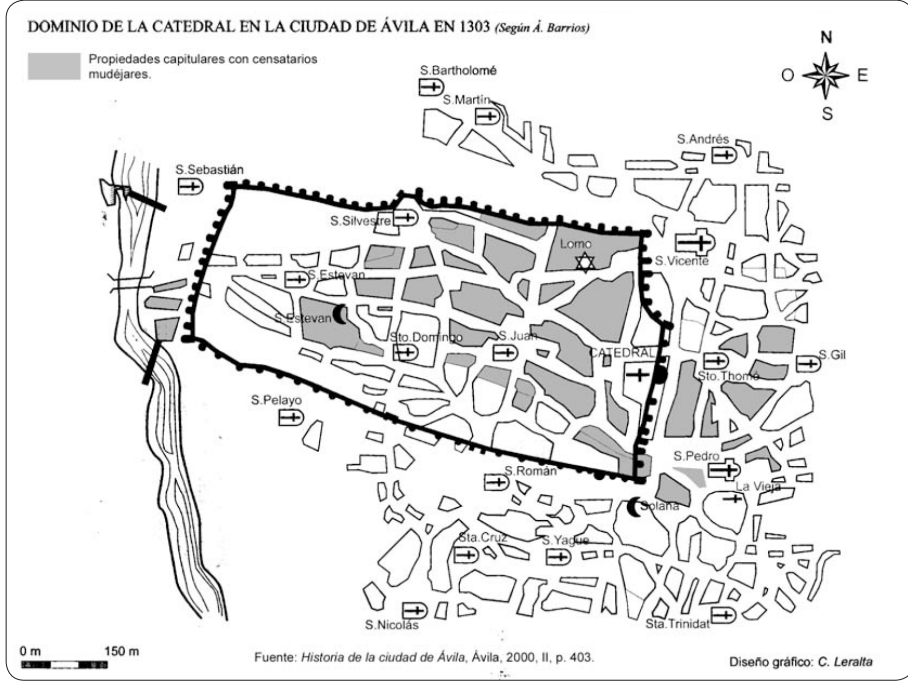 DOMINIO DE LA CATEDRAL EN LA CIUDAD DE ÁVILA EN 1303 (Según Á. Barrios)
Propiedades capitulares con censatarios
mudéjares.
N
O E
S
S.Bartholomé
S.Martín
S.Andrés
S.Sebastián
S.Silvestre
Lomo
S.Vicente
S.Estevan
S.Estevan
Sto.Domingo
S.Juan
CATEDRAL
Sto.Thomé
S.Gil
S.Pelayo
S.Pedro
S.Román
La Vieja
Solana
Sta.Cruz
S.Yague
S.Nicolás
Sta.Trinidat
0 m 150 m
Fuente: Historia de la ciudad de Ávila, Ávila, 2000, II, p. 403.
Diseño gráfico: C. Leralta